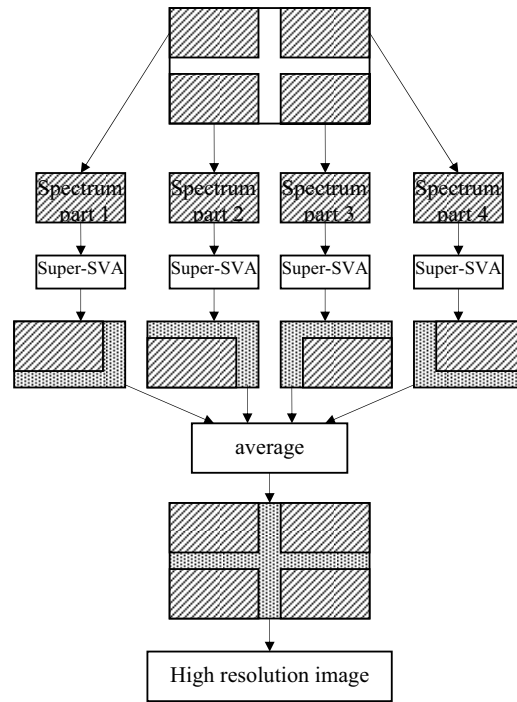 Spectrum part 1
Spectrum part 2
Spectrum part 3
Spectrum part 4
Super-SVA
Super-SVA
Super-SVA
Super-SVA
average
High resolution image